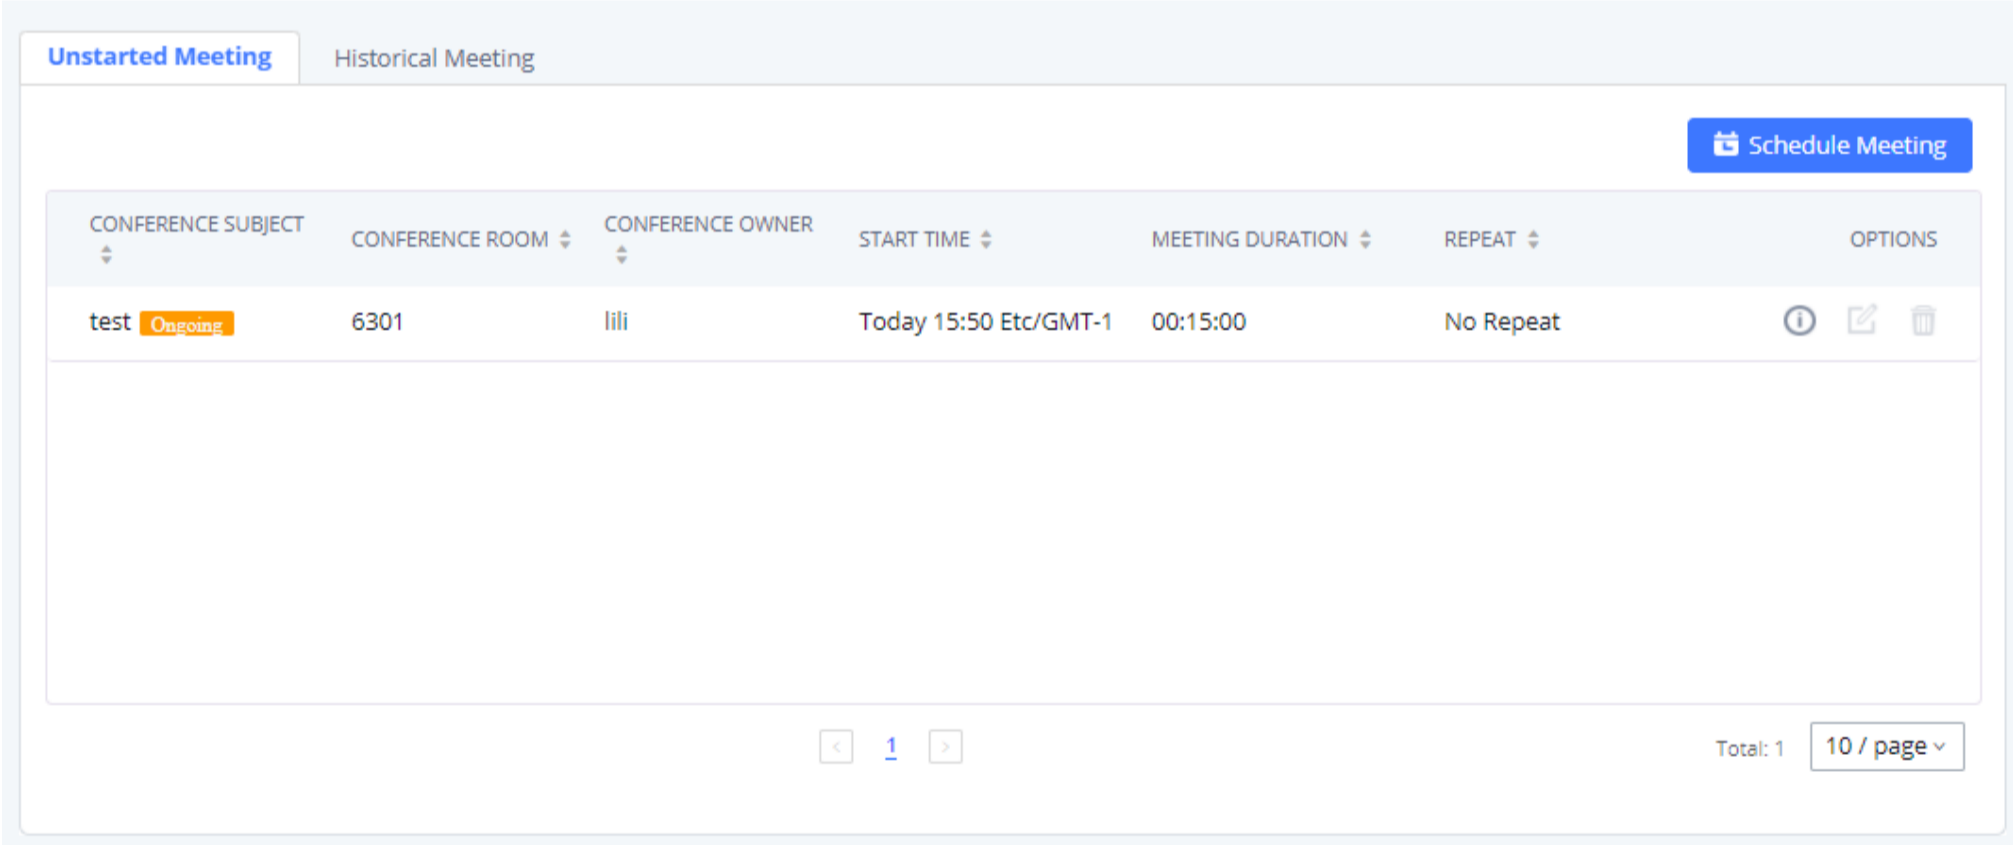 Unstarted Meeting Historical Meeting
Schedule Meeting
CONFERENCE SUBJECT CONFERENCE ROOM CONFERENCE OWNER START TIME MEETING DURATION REPEAT OPTIONS
test Ongoing 6301 lili Today 15:50 Etc/GMT-1 00:15:00 No Repeat
< 1 > Total: 1 10 / page